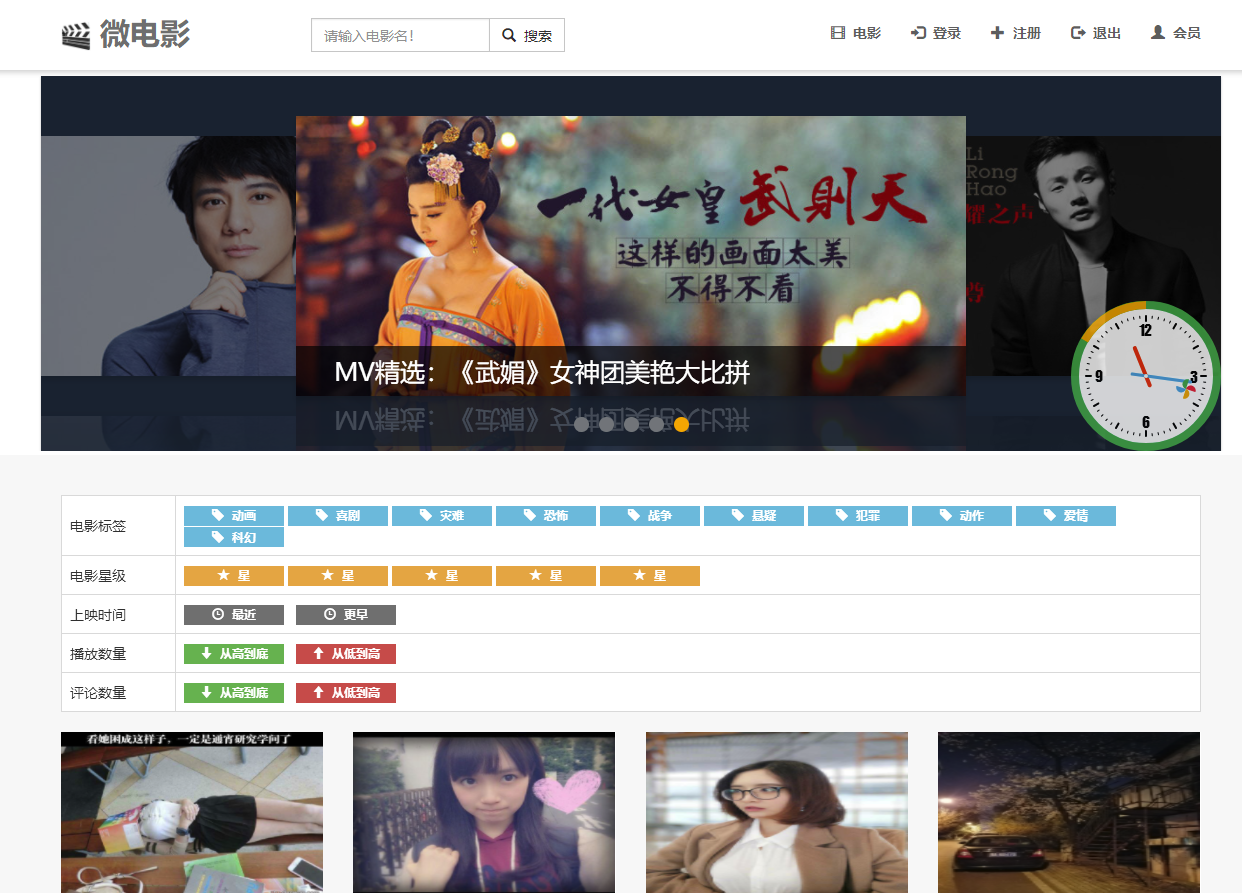 微电影
请输入电影名!
搜索
电影
登录
注册
退出
会员
一代女皇武则天
这样的画面太美
不得不看
MV精选：《武媚》女神团美艳大比拼
Li
Rong
Hao
耀之声
12
3
6
9
电影标签
动画
喜剧
灾难
恐怖
战争
悬疑
犯罪
动作
爱情
科幻
电影星级
星
星
星
星
星
上映时间
最近
更早
播放数量
从高到底
从低到高
评论数量
从高到底
从低到高
看她困成这样子，一定是通宵研究学问了